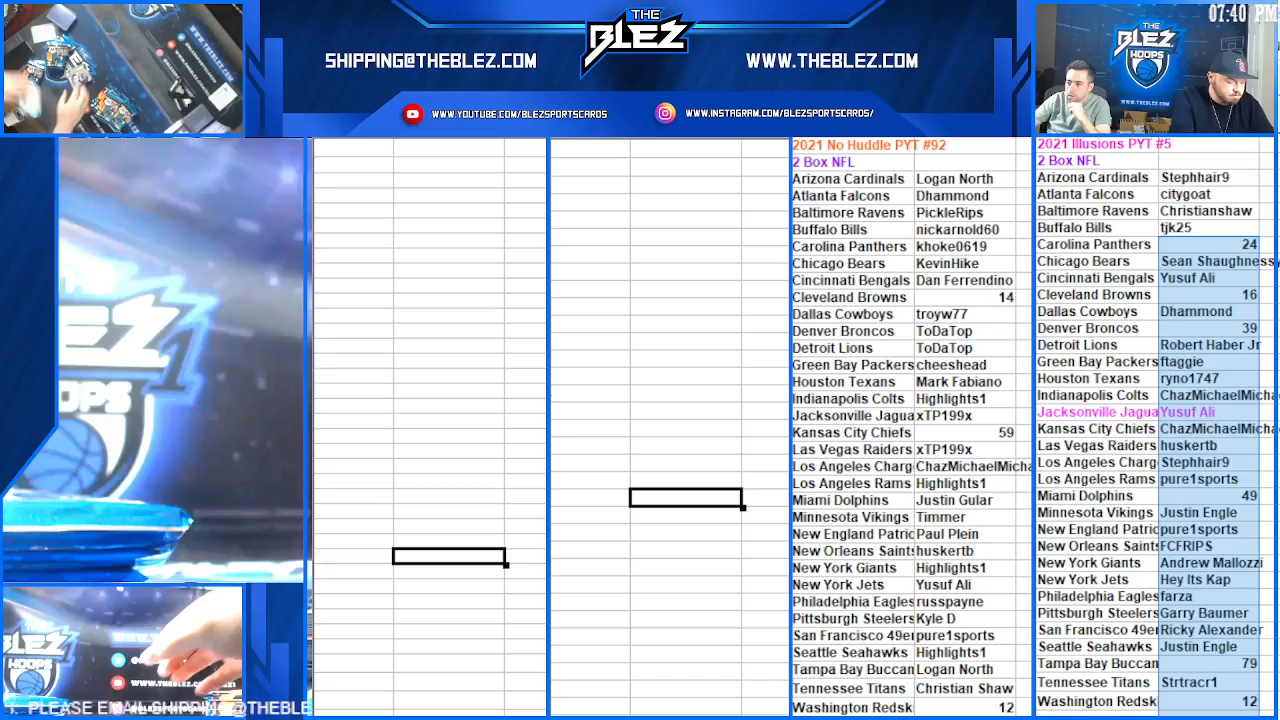 07:40 PM
THE
BLEZ
HOOPS
WWW.THEBLEZ.COM
SHIPPING@THEBLEZ.COM
THE
BLEZ
WWW.THEBLEZ.COM
WWW.YOUTUBE.COM/BLEZSPORTSCARDS
WWW.INSTAGRAM.COM/BLEZSPORTSCARDS/
2021 No Huddle PYT #92
2 Box NFL
Arizona Cardinals Logan North
Atlanta Falcons Dhammond
Baltimore Ravens PickleRips
Buffalo Bills nickarnold60
Carolina Panthers khoke0619
Chicago Bears KevinHike
Cincinnati Bengals Dan Ferrendino
Cleveland Browns 14
Dallas Cowboys troyw77
Denver Broncos ToDaTop
Detroit Lions ToDaTop
Green Bay Packers cheeshead
Houston Texans Mark Fabiano
Indianapolis Colts Highlights1
Jacksonville Jagua xTP199x
Kansas City Chiefs 59
Las Vegas Raiders xTP199x
Los Angeles Charg ChazMichaelMicha
Los Angeles Rams Highlights1
Miami Dolphins Justin Gular
Minnesota Vikings Timmer
New England Patric Paul Plein
New Orleans Saints huskertb
New York Giants Highlights1
New York Jets Yusuf Ali
Philadelphia Eagles russpayne
Pittsburgh Steelers Kyle D
San Francisco 49er pure1sports
Seattle Seahawks Highlights1
Tampa Bay Buccan Logan North
Tennessee Titans Christian Shaw
Washington Redsk 12
2021 Illusions PYT #5
2 Box NFL
Arizona Cardinals Stephhair9
Atlanta Falcons citygoat
Baltimore Ravens Christianshaw
Buffalo Bills tjk25
Carolina Panthers 24
Chicago Bears Sean Shaughnessy
Cincinnati Bengals Yusuf Ali
Cleveland Browns 16
Dallas Cowboys Dhammond
Denver Broncos 39
Detroit Lions Robert Haber Jr
Green Bay Packers ftaggie
Houston Texans ryno1747
Indianapolis Colts ChazMichaelMicha
Jacksonville Jagua Yusuf Ali
Kansas City Chiefs ChazMichaelMicha
Las Vegas Raiders huskertb
Los Angeles Charg Stephhair9
Los Angeles Rams pure1sports
Miami Dolphins 49
Minnesota Vikings Justin Engle
New England Patric pure1sports
New Orleans Saints FCFRIPS
New York Giants Andrew Mallozzi
New York Jets Hey Its Kap
Philadelphia Eagles farza
Pittsburgh Steelers Garry Baumer
San Francisco 49er Ricky Alexander
Seattle Seahawks Justin Engle
Tampa Bay Buccan 79
Tennessee Titans Strtracr1
Washington Redsk 12
PLEASE EMAIL SHIPPING@THEBLE